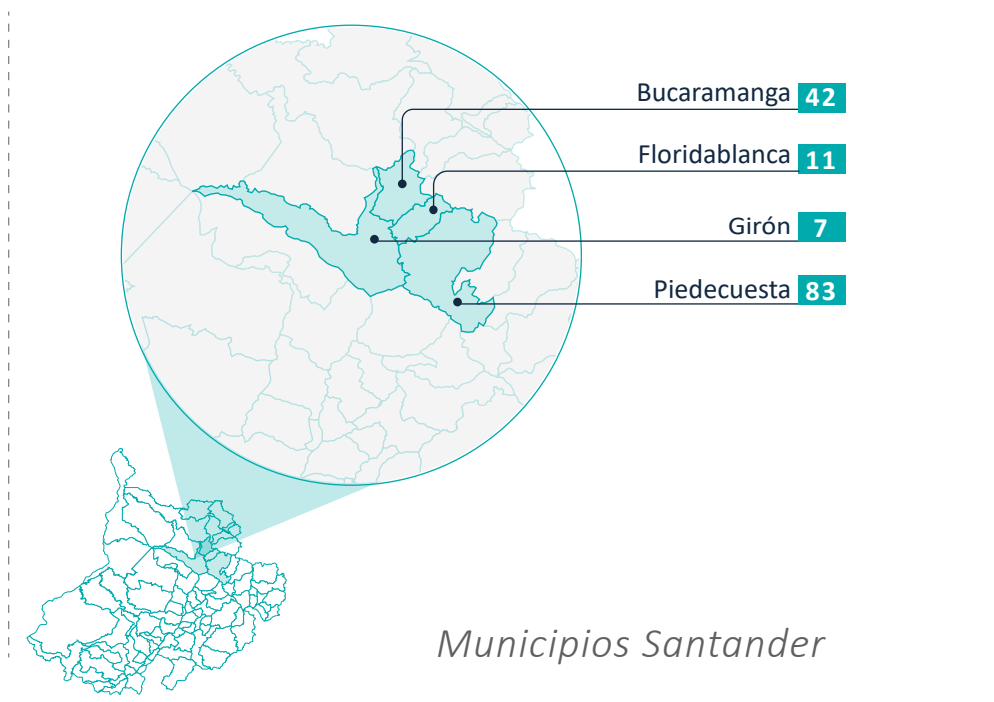 Bucaramanga 42
Floridablanca 11
Girón 7
Piedecuesta 83
Municipios Santander